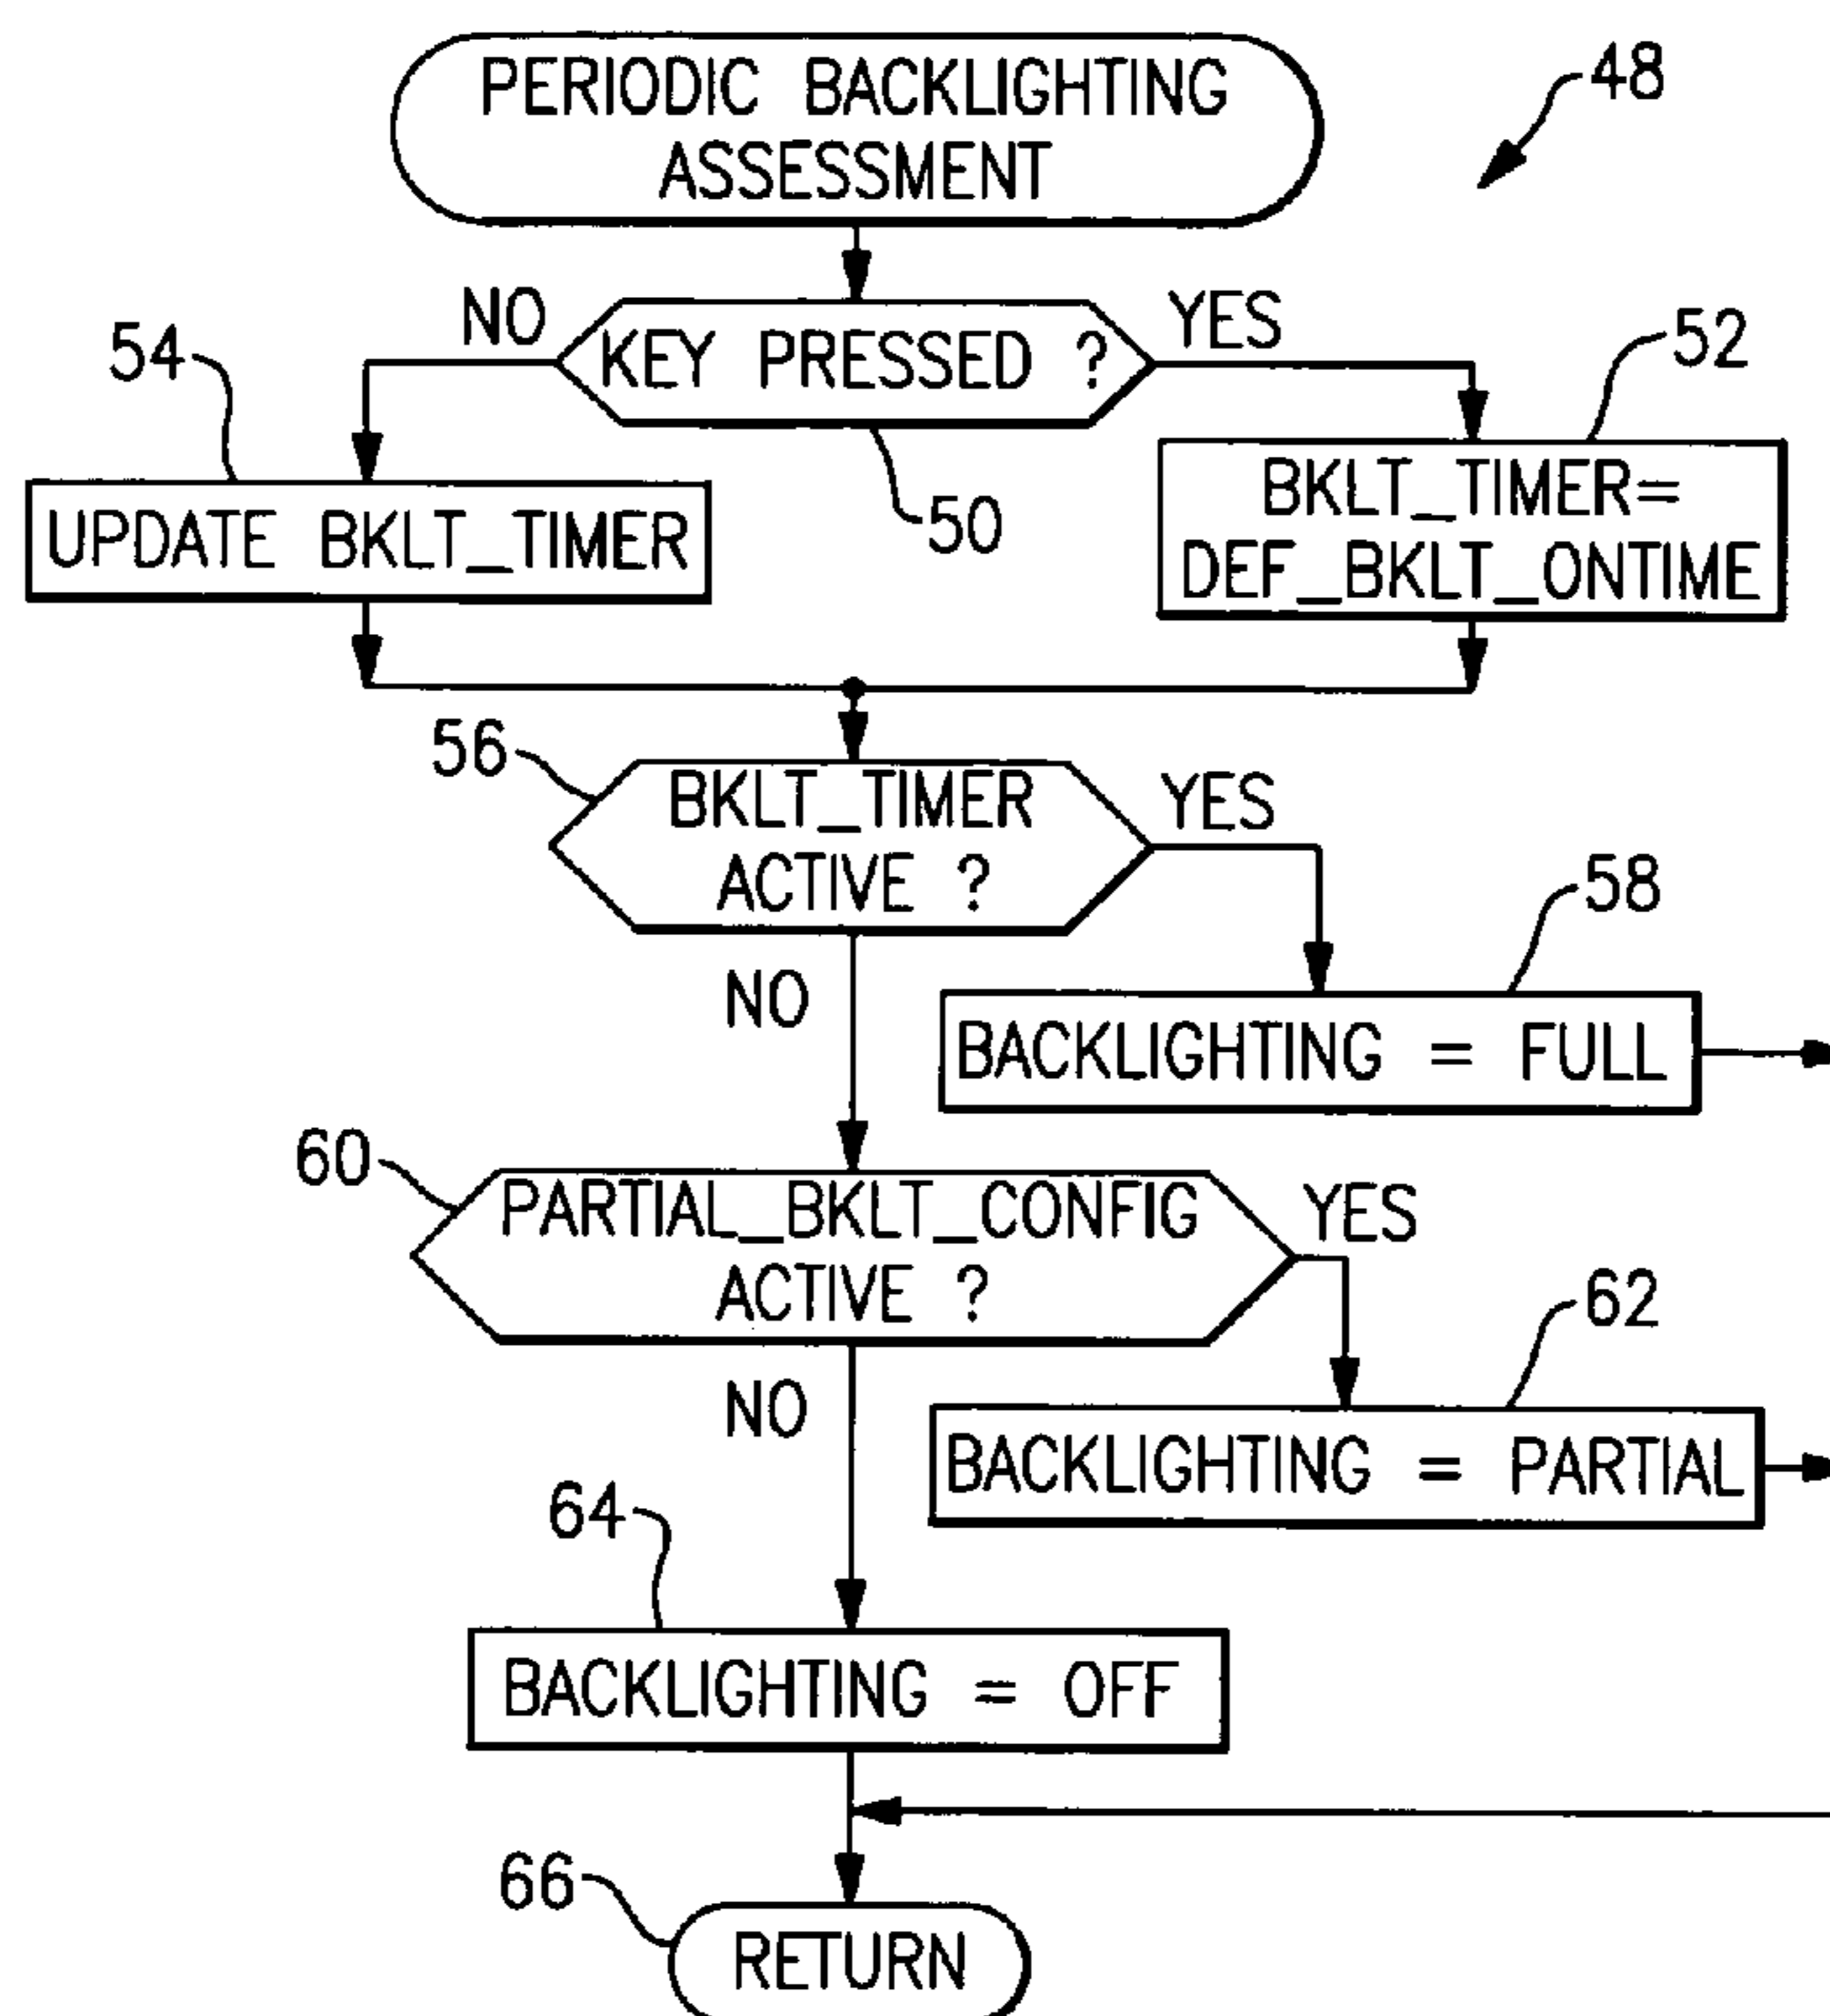 PERIODIC BACKLIGHTING
ASSESSMENT
48
NO
KEY PRESSED ?
YES
54
52
50
UPDATE BKLT_TIMER
BKLT_TIMER=
DEF_BKLT_ONTIME
56
BKLT_TIMER
ACTIVE ?
YES
58
NO
BACKLIGHTING = FULL
60
PARTIAL_BKLT_CONFIG
ACTIVE ?
YES
62
NO
BACKLIGHTING = PARTIAL
64
BACKLIGHTING = OFF
66
RETURN